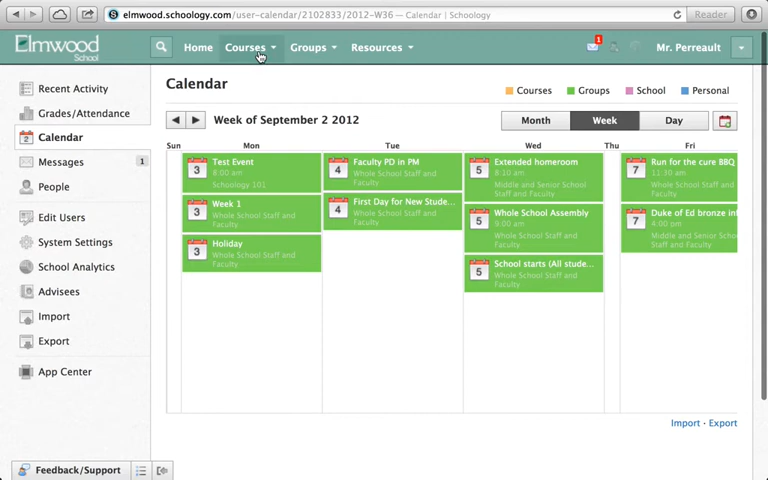 elmwood.schoology.com/user-calendar/2102833/2012-W36 — Calendar | Schoology
Reader
Elmwood
School
Home
Courses
Groups
Resources
1
Mr. Perreault
Recent Activity
Grades/Attendance
2
Calendar
Messages
1
People
Edit Users
System Settings
School Analytics
Advisees
Import
Export
App Center
Calendar
Courses
Groups
School
Personal
Week of September 2 2012
Month
Week
Day
Sun
Mon
Tue
Wed
Thu
Fri
3
Test Event
8:00 am
Schoology 101
3
Week 1
Whole School Staff and
Faculty
3
Holiday
Whole School Staff and
Faculty
4
Faculty PD in PM
Whole School Staff and
Faculty
4
First Day for New Stude...
Whole School Staff and
Faculty
5
Extended homeroom
8:10 am
Middle and Senior School
Staff and Faculty
5
Whole School Assembly
9:00 am
Whole School Staff and
Faculty
5
School starts (All stude...
Whole School Staff and
Faculty
7
Run for the cure BBQ
11:30 am
Whole School Staff and
Faculty
7
Duke of Ed bronze in
4:00 pm
Middle and Senior School
Staff and Faculty
Import · Export
Feedback/Support